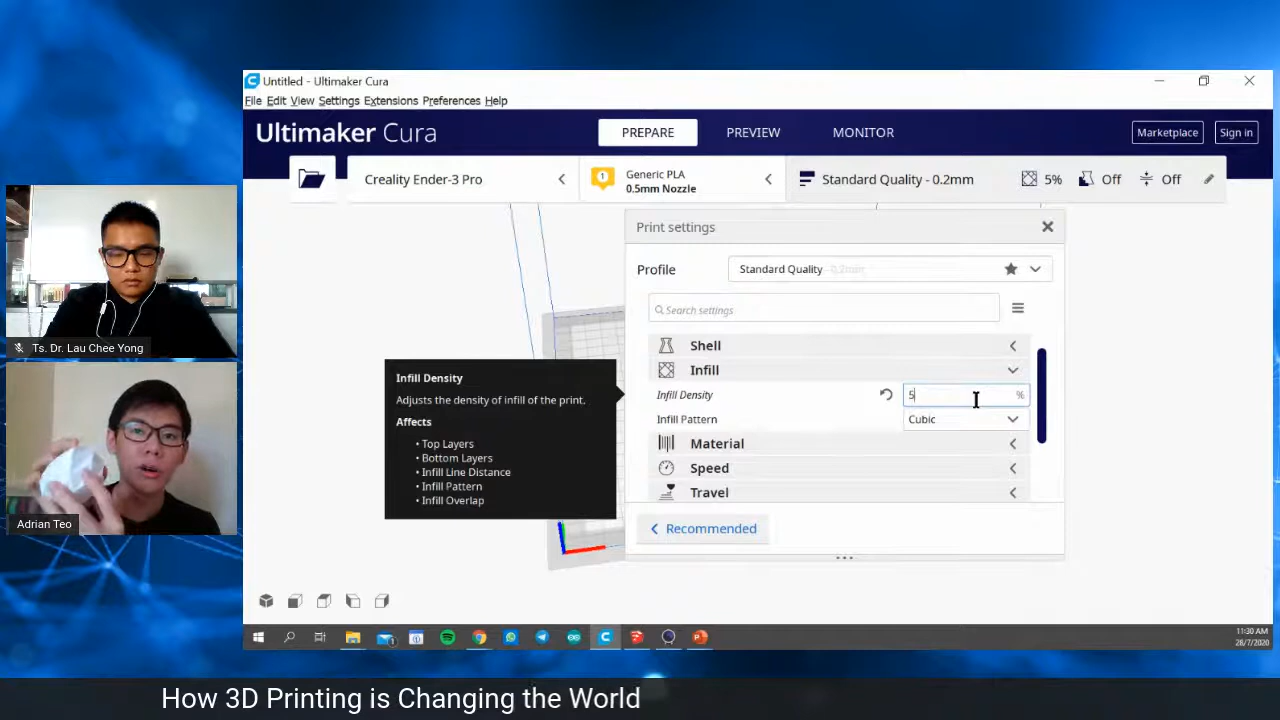 Untitled - Ultimaker Cura
File Edit View Settings Extensions Preferences Help
Ultimaker Cura
PREPARE
PREVIEW
MONITOR
Marketplace
Sign in
Creality Ender-3 Pro
1
Generic PLA
0.5mm Nozzle
Standard Quality - 0.2mm
5%
Off
Off
Print settings
Profile
Standard Quality - 0.2mm
Search settings
Shell
Infill
Infill Density
5
%
Infill Pattern
Cubic
Material
Speed
Travel
Recommended
Infill Density
Adjusts the density of infill of the print.
Affects
• Top Layers
• Bottom Layers
• Infill Line Distance
• Infill Pattern
• Infill Overlap
Ts. Dr. Lau Chee Yong
Adrian Teo
11:30 AM
28/7/2020
How 3D Printing is Changing the World